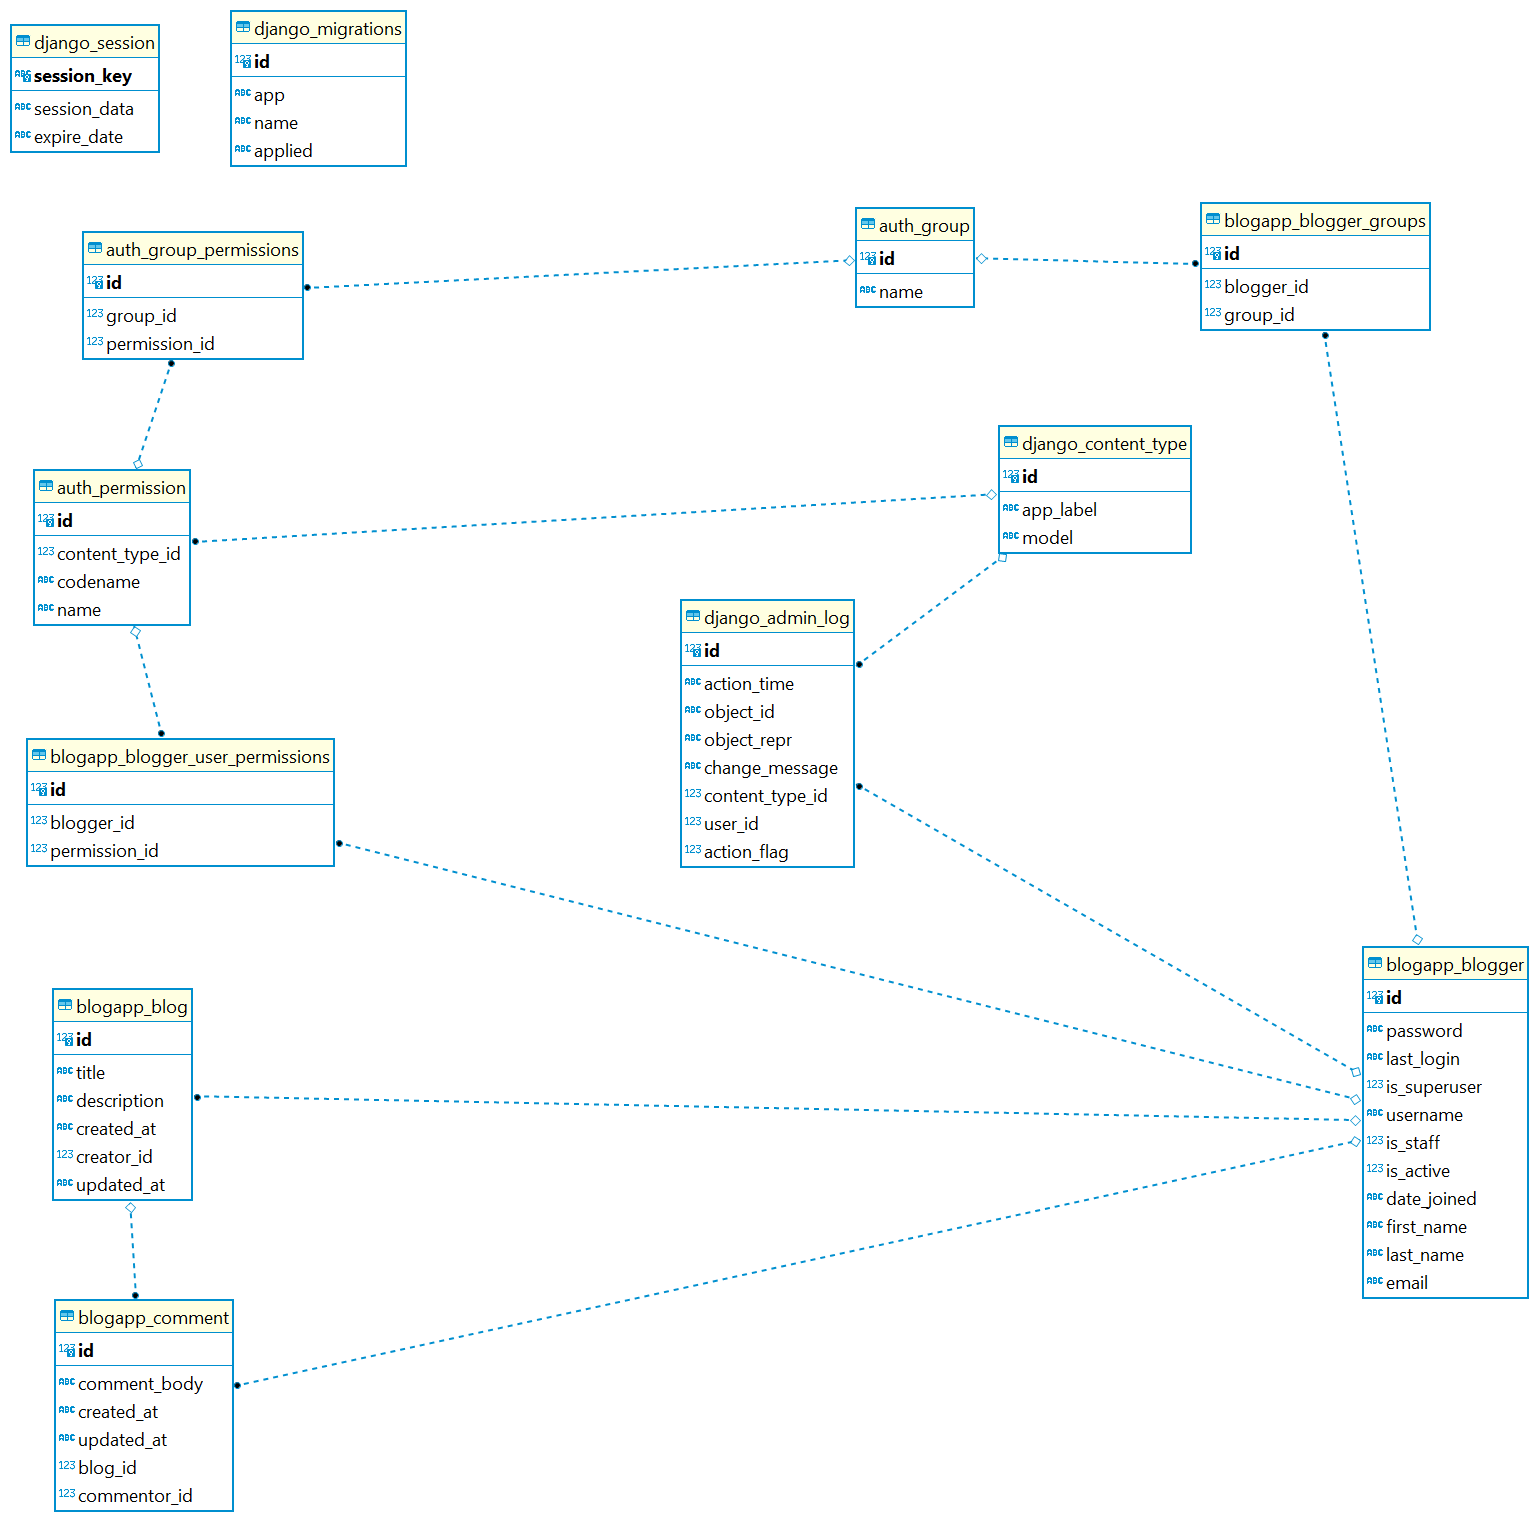 django_session
session_key
session_data
expire_date
django_migrations
id
app
name
applied
auth_group_permissions
id
group_id
permission_id
auth_group
id
name
blogapp_blogger_groups
id
blogger_id
group_id
django_content_type
id
app_label
model
auth_permission
id
content_type_id
codename
name
django_admin_log
id
action_time
object_id
object_repr
change_message
content_type_id
user_id
action_flag
blogapp_blogger_user_permissions
id
blogger_id
permission_id
blogapp_blogger
id
password
last_login
is_superuser
username
is_staff
is_active
date_joined
first_name
last_name
email
blogapp_blog
id
title
description
created_at
creator_id
updated_at
blogapp_comment
id
comment_body
created_at
updated_at
blog_id
commentor_id